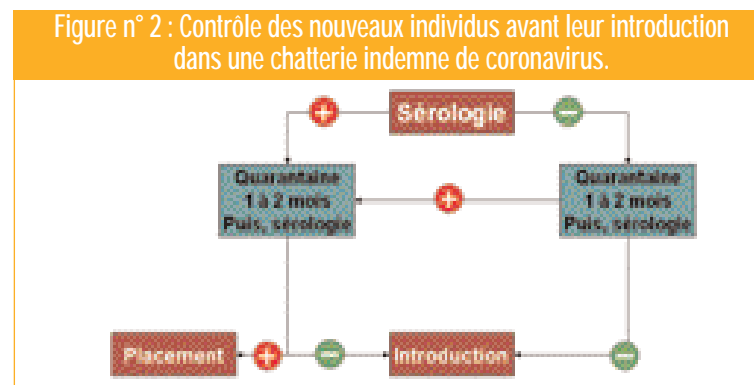 Figure n° 2 : Contrôle des nouveaux individus avant leur introduction
dans une chatterie indemne de coronavirus.
+
Sérologie
−
Quarantaine
1 à 2 mois
Puis, sérologie
+
Quarantaine
1 à 2 mois
Puis, sérologie
Placement
+
−
Introduction
−